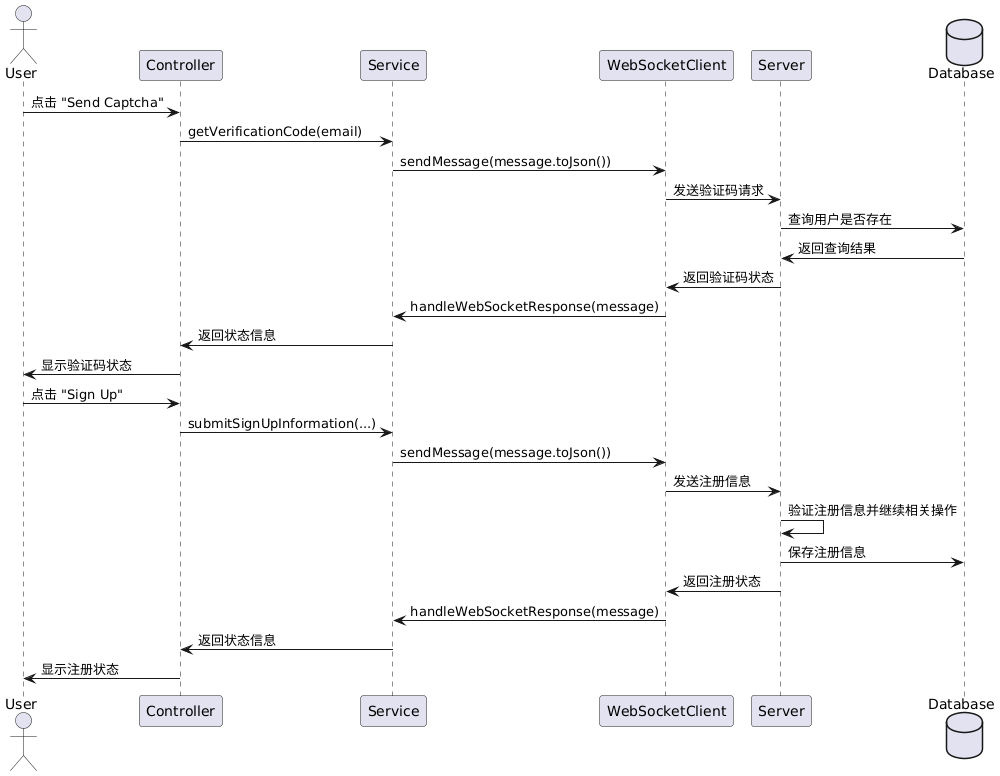 User
Controller
Service
WebSocketClient
Server
Database
点击 "Send Captcha"
getVerificationCode(email)
sendMessage(message.toJson())
发送验证码请求
查询用户是否存在
返回查询结果
返回验证码状态
handleWebSocketResponse(message)
返回状态信息
显示验证码状态
点击 "Sign Up"
submitSignUpInformation(...)
sendMessage(message.toJson())
发送注册信息
验证注册信息并继续相关操作
保存注册信息
返回注册状态
handleWebSocketResponse(message)
返回状态信息
显示注册状态
User
Controller
Service
WebSocketClient
Server
Database